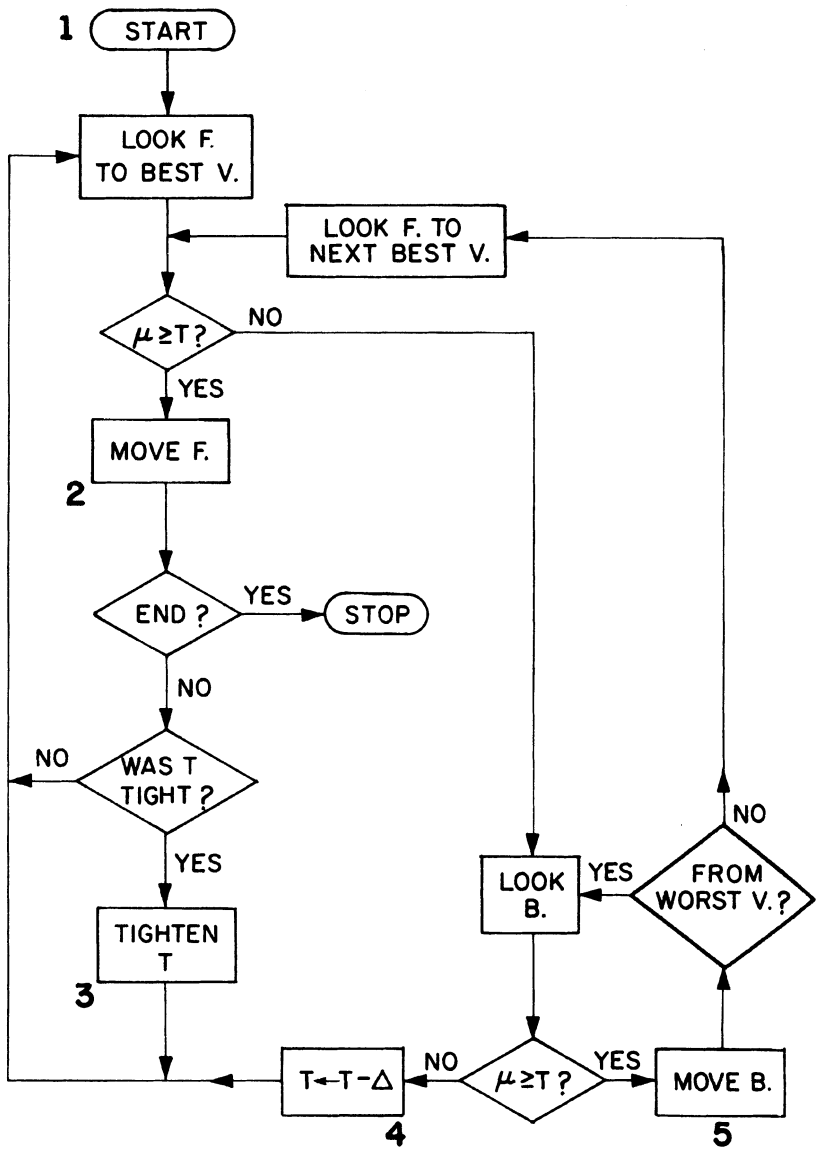 1
START
LOOK F.
TO BEST V.
LOOK F. TO
NEXT BEST V.
μ≥T?
NO
YES
MOVE F.
2
END?
YES
STOP
NO
WAS T
TIGHT?
NO
YES
TIGHTEN
T
3
LOOK
B.
YES
FROM
WORST V.?
NO
T←T-Δ
4
NO
μ≥T?
YES
MOVE B.
5